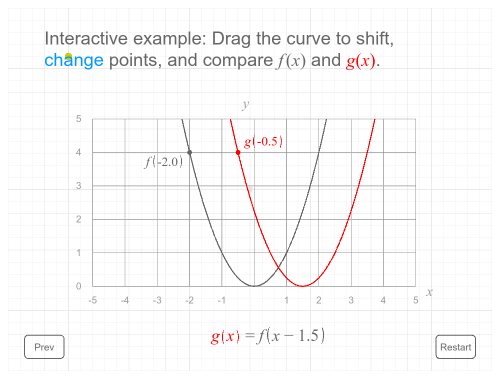 Interactive example: Drag the curve to shift,
change points, and compare f(x) and g(x).
y
5
4
3
2
1
0
g(-0.5)
f(-2.0)
-5 -4 -3 -2 -1 1 2 3 4 5
x
g(x) = f(x − 1.5)
Prev
Restart